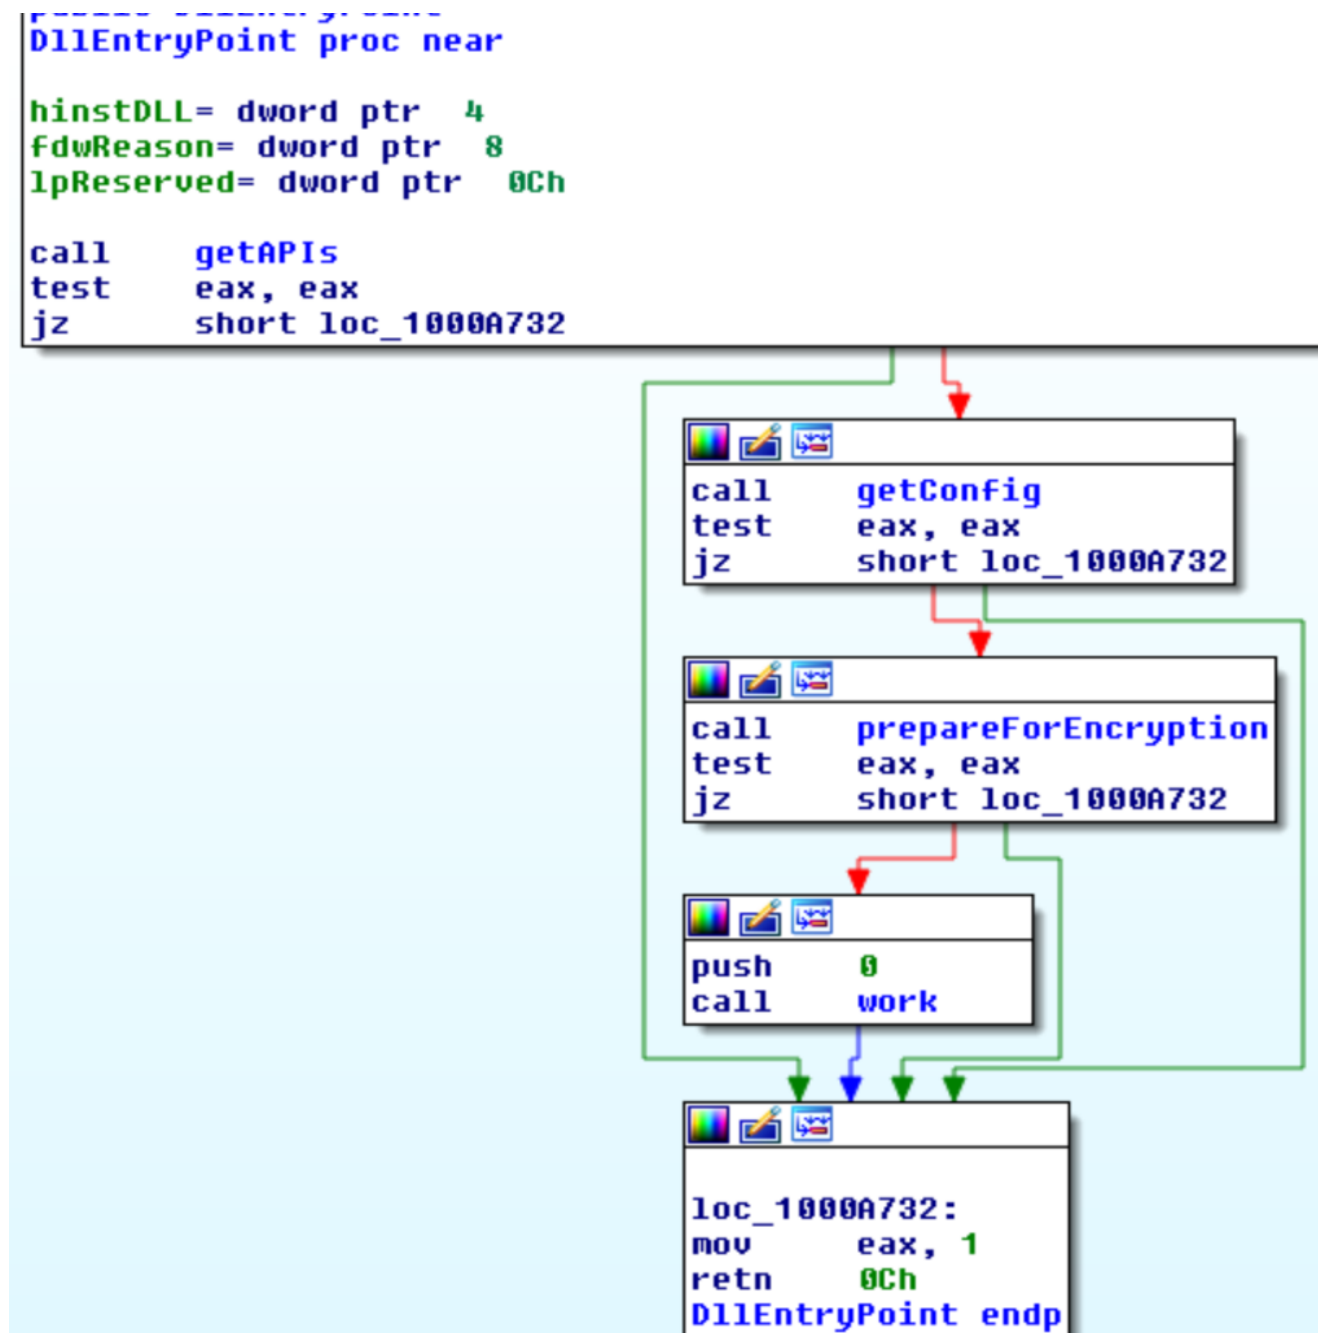 public DllEntryPoint
DllEntryPoint proc near
hinstDLL= dword ptr  4
fdwReason= dword ptr  8
lpReserved= dword ptr  0Ch
call    getAPIs
test    eax, eax
jz      short loc_1000A732
call    getConfig
test    eax, eax
jz      short loc_1000A732
call    prepareForEncryption
test    eax, eax
jz      short loc_1000A732
push    0
call    work
loc_1000A732:
mov     eax, 1
retn    0Ch
DllEntryPoint endp